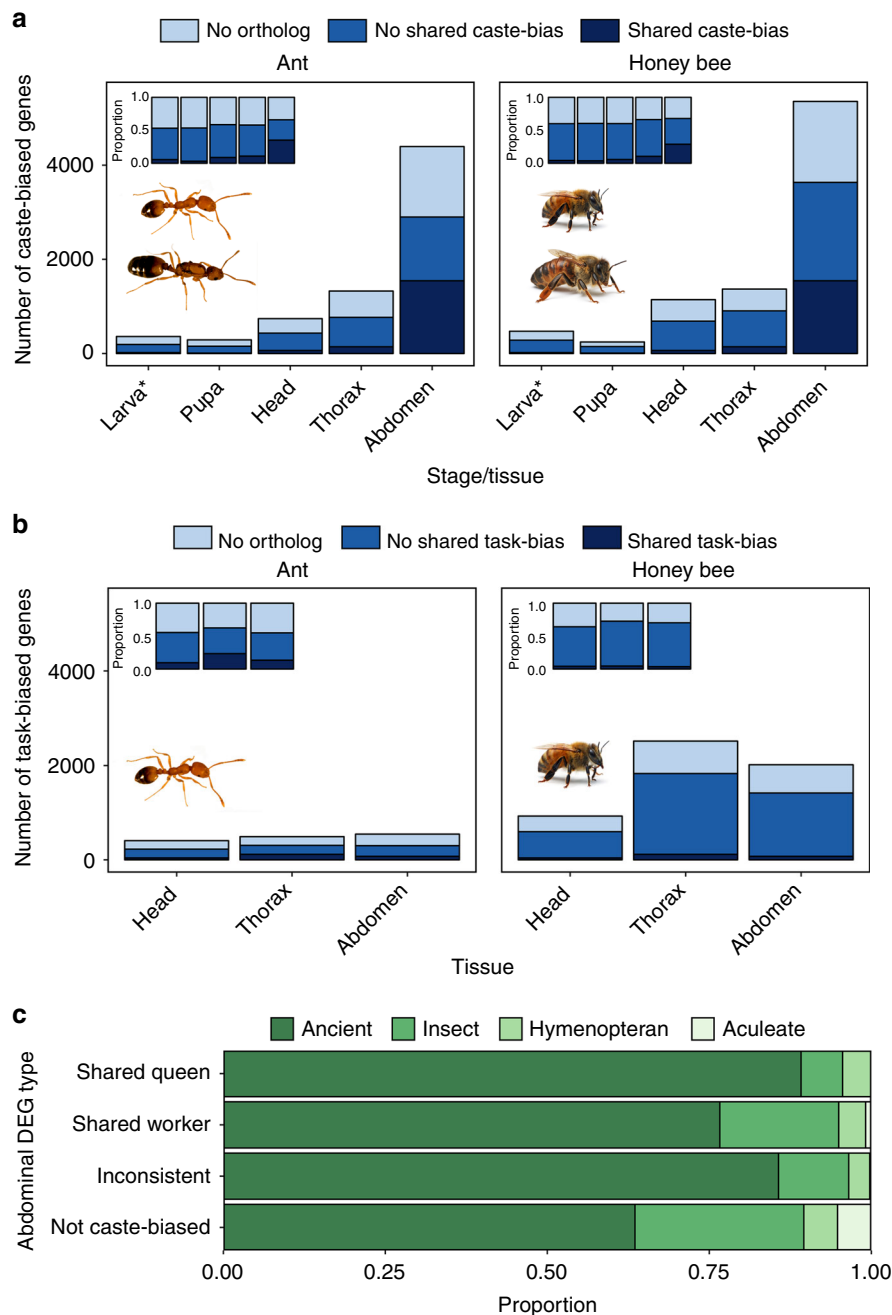 a
No ortholog No shared caste-bias Shared caste-bias
Ant Honey bee
Number of caste-biased genes
4000
2000
0
Proportion
1.0
0.5
0.0
Proportion
1.0
0.5
0.0
Larva* Pupa Head Thorax Abdomen
Larva* Pupa Head Thorax Abdomen
Stage/tissue
b
No ortholog No shared task-bias Shared task-bias
Ant Honey bee
Number of task-biased genes
4000
2000
0
Proportion
1.0
0.5
0.0
Proportion
1.0
0.5
0.0
Head Thorax Abdomen
Head Thorax Abdomen
Tissue
c
Ancient Insect Hymenopteran Aculeate
Abdominal DEG type
Shared queen
Shared worker
Inconsistent
Not caste-biased
0.00 0.25 0.50 0.75 1.00
Proportion